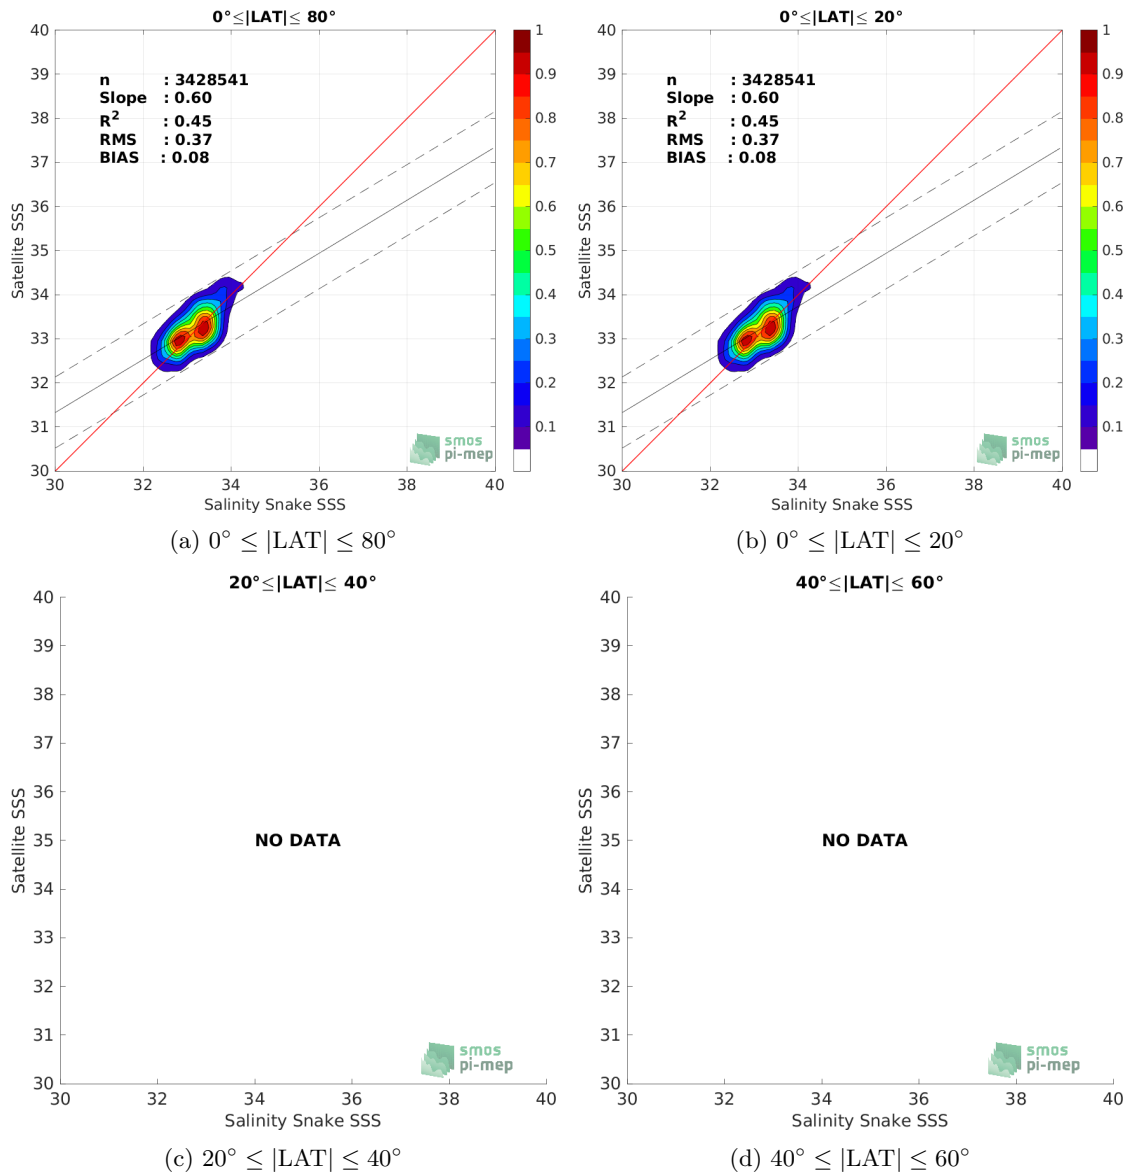 0°≤|LAT|≤ 80°
40
39
38
37
36
35
34
33
32
31
30
30
32
34
36
38
40
Satellite SSS
Salinity Snake SSS
n : 3428541
Slope : 0.60
R² : 0.45
RMS : 0.37
BIAS : 0.08
1
0.9
0.8
0.7
0.6
0.5
0.4
0.3
0.2
0.1
smos
pi-mep
(a) 0° ≤ |LAT| ≤ 80°
0°≤|LAT|≤ 20°
40
39
38
37
36
35
34
33
32
31
30
30
32
34
36
38
40
Satellite SSS
Salinity Snake SSS
n : 3428541
Slope : 0.60
R² : 0.45
RMS : 0.37
BIAS : 0.08
1
0.9
0.8
0.7
0.6
0.5
0.4
0.3
0.2
0.1
smos
pi-mep
(b) 0° ≤ |LAT| ≤ 20°
20°≤|LAT|≤ 40°
40
39
38
37
36
35
34
33
32
31
30
30
32
34
36
38
40
Satellite SSS
Salinity Snake SSS
NO DATA
smos
pi-mep
(c) 20° ≤ |LAT| ≤ 40°
40°≤|LAT|≤ 60°
40
39
38
37
36
35
34
33
32
31
30
30
32
34
36
38
40
Satellite SSS
Salinity Snake SSS
NO DATA
smos
pi-mep
(d) 40° ≤ |LAT| ≤ 60°